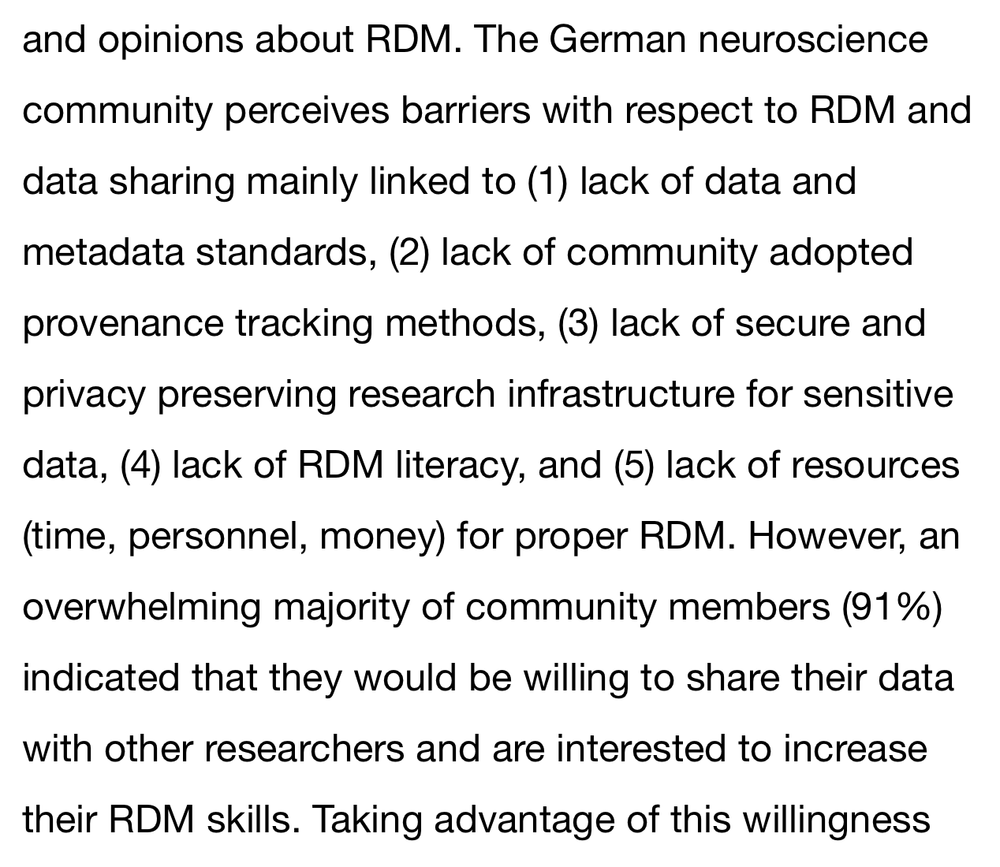 and opinions about RDM. The German neuroscience
community perceives barriers with respect to RDM and
data sharing mainly linked to (1) lack of data and
metadata standards, (2) lack of community adopted
provenance tracking methods, (3) lack of secure and
privacy preserving research infrastructure for sensitive
data, (4) lack of RDM literacy, and (5) lack of resources
(time, personnel, money) for proper RDM. However, an
overwhelming majority of community members (91%)
indicated that they would be willing to share their data
with other researchers and are interested to increase
their RDM skills. Taking advantage of this willingness